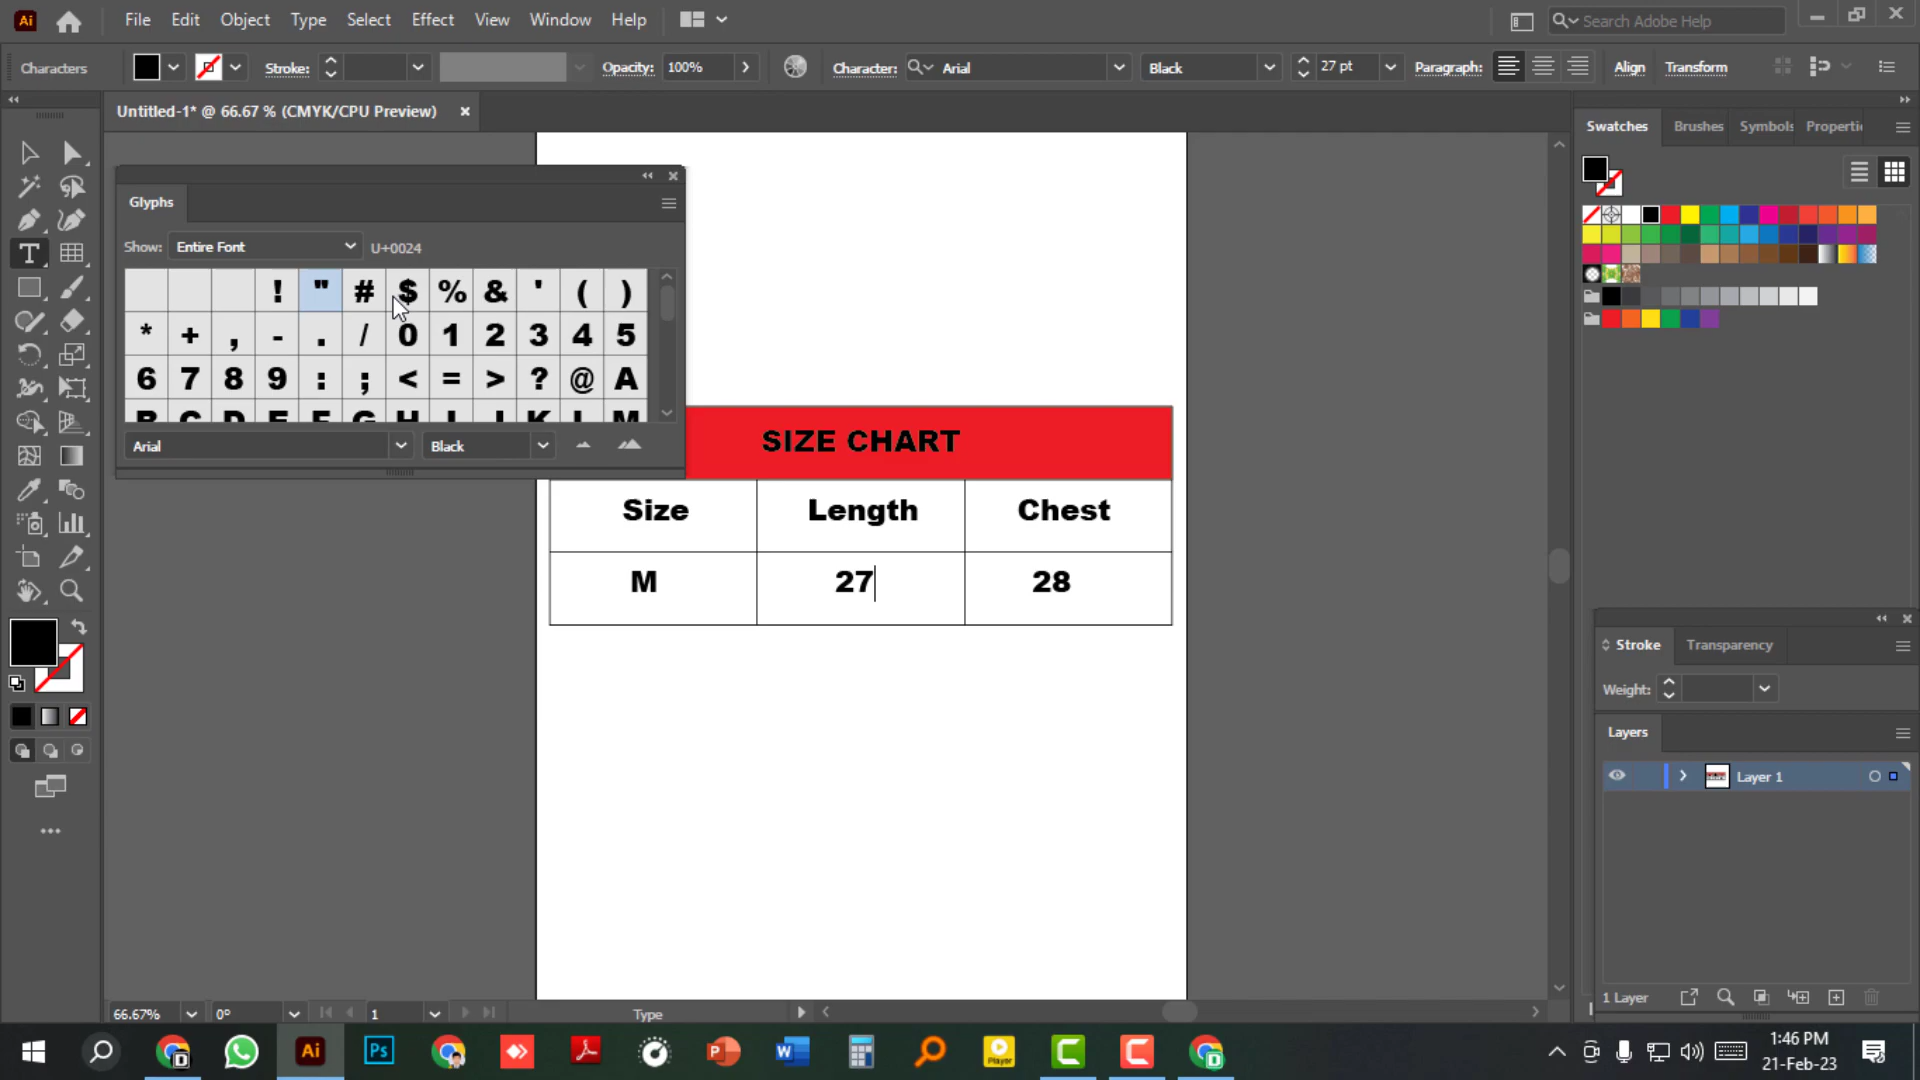 Ai File Edit Object Type Select Effect View Window Help Search Adobe Help
Characters Stroke: Opacity: 100% Character: Arial Black 27 pt Paragraph: Align Transform
Untitled-1* @ 66.67 % (CMYK/CPU Preview)
Swatches Brushes Symbols Properti
Glyphs
Show: Entire Font U+0024
! " # $ % & ' ( )
* + , - . / 0 1 2 3 4 5
6 7 8 9 : ; < = > ? @ A
B C D E F G H I J K L M
Arial Black
SIZE CHART
Size Length Chest
M 27 28
Stroke Transparency
Weight:
Layers
Layer 1
1 Layer
66.67% 0° 1 Type
Ai Ps P W Player C C D
1:46 PM
21-Feb-23